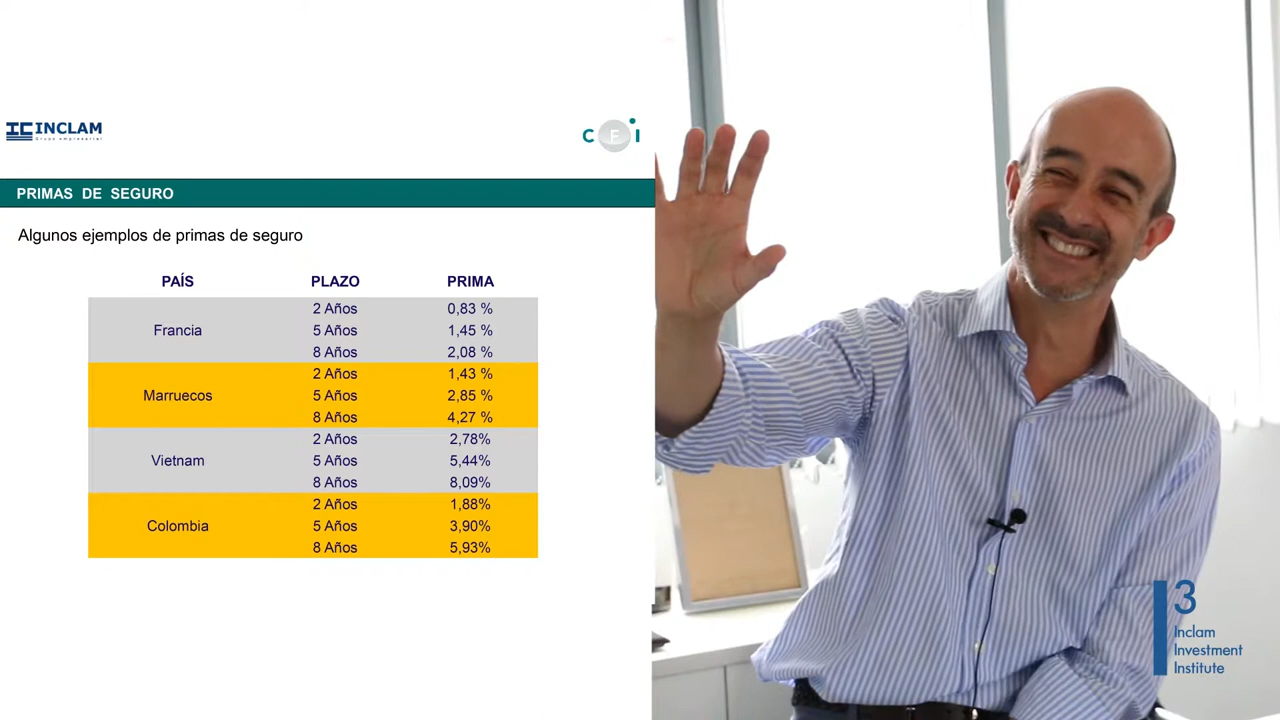 INCLAM
Grupo empresarial
C F i
PRIMAS DE SEGURO
Algunos ejemplos de primas de seguro
PAÍS PLAZO PRIMA
2 Años 0,83 %
Francia 5 Años 1,45 %
8 Años 2,08 %
2 Años 1,43 %
Marruecos 5 Años 2,85 %
8 Años 4,27 %
2 Años 2,78%
Vietnam 5 Años 5,44%
8 Años 8,09%
2 Años 1,88%
Colombia 5 Años 3,90%
8 Años 5,93%
3
Inclam
Investment
Institute